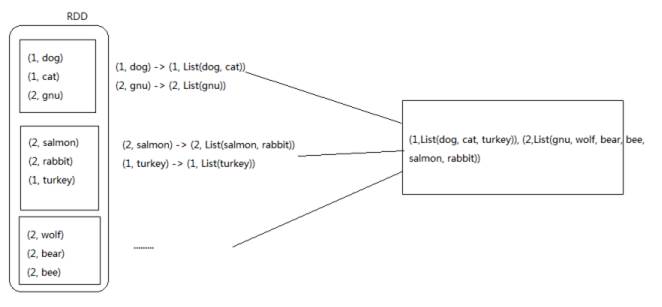 RDD
(1, dog)
(1, cat)
(2, gnu)
(1, dog) -> (1, List(dog, cat))
(2, gnu) -> (2, List(gnu))
(2, salmon)
(2, rabbit)
(1, turkey)
(2, salmon) -> (2, List(salmon, rabbit))
(1, turkey) -> (1, List(turkey))
(2, wolf)
(2, bear)
(2, bee)
.........
(1,List(dog, cat, turkey)), (2,List(gnu, wolf, bear, bee,
salmon, rabbit))